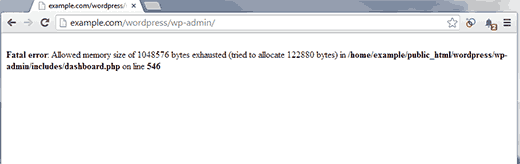 example.com/wordpress/
example.com/wordpress/wp-admin/
Fatal error: Allowed memory size of 1048576 bytes exhausted (tried to allocate 122880 bytes) in /home/example/public_html/wordpress/wp-
admin/includes/dashboard.php on line 546